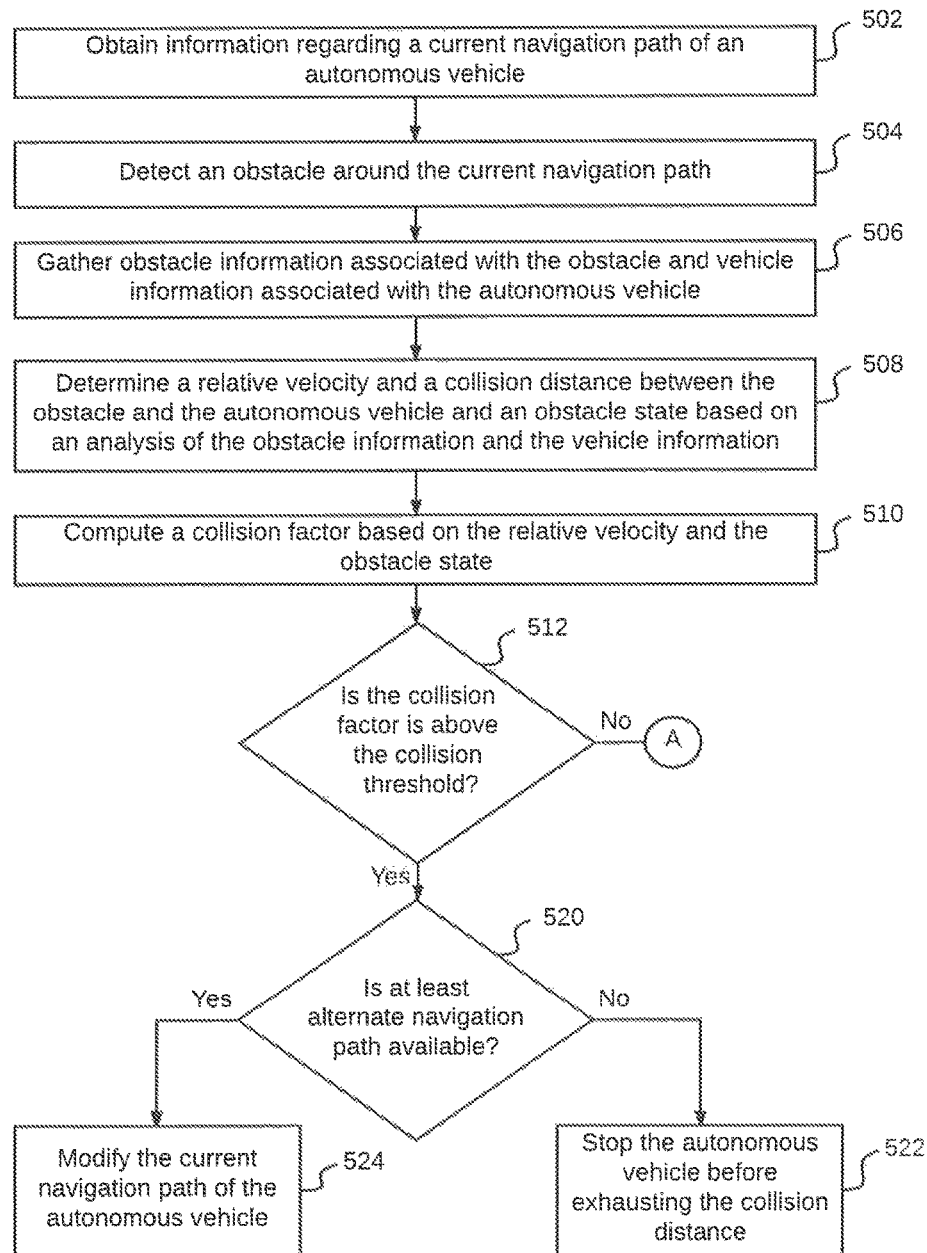 502
Obtain information regarding a current navigation path of an
autonomous vehicle
504
Detect an obstacle around the current navigation path
506
Gather obstacle information associated with the obstacle and vehicle
information associated with the autonomous vehicle
508
Determine a relative velocity and a collision distance between the
obstacle and the autonomous vehicle and an obstacle state based on
an analysis of the obstacle information and the vehicle information
510
Compute a collision factor based on the relative velocity and the
obstacle state
512
Is the collision
factor is above
the collision
threshold?
No
A
Yes
520
Is at least
alternate navigation
path available?
Yes
No
Modify the current
navigation path of the
autonomous vehicle
524
Stop the autonomous
vehicle before
exhausting the collision
distance
522